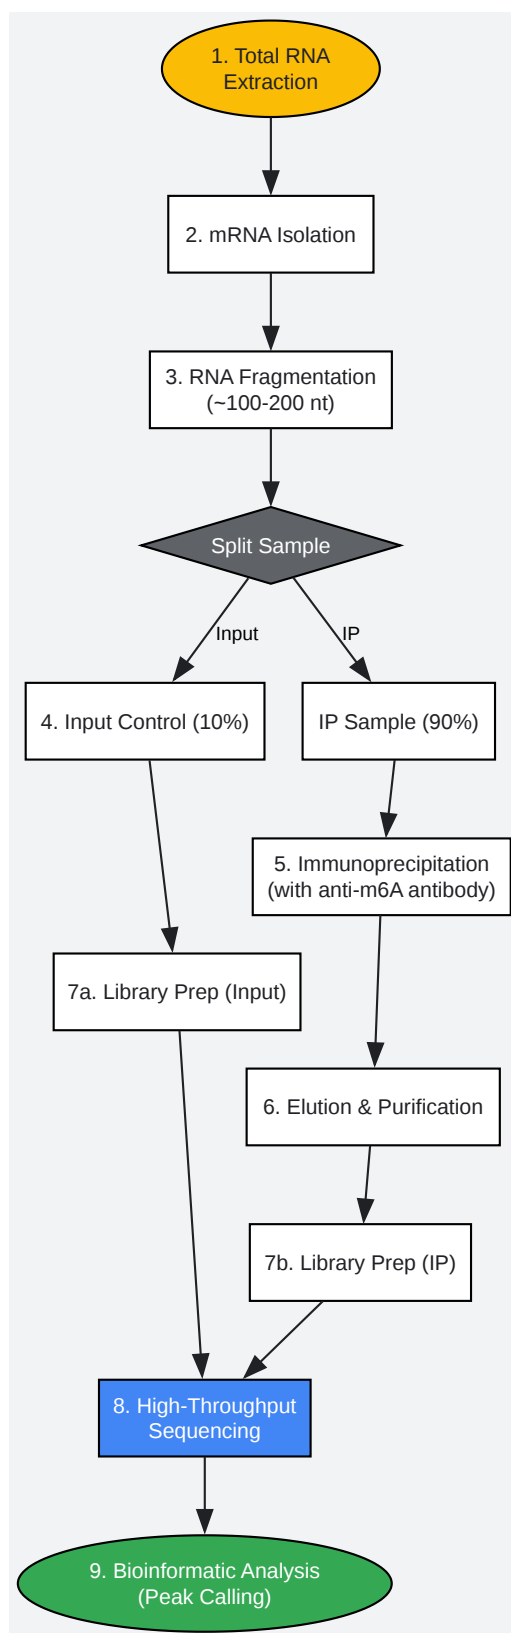 1. Total RNA
Extraction
2. mRNA Isolation
3. RNA Fragmentation
(~100-200 nt)
Split Sample
Input
IP
4. Input Control (10%)
IP Sample (90%)
5. Immunoprecipitation
(with anti-m6A antibody)
7a. Library Prep (Input)
6. Elution & Purification
7b. Library Prep (IP)
8. High-Throughput
Sequencing
9. Bioinformatic Analysis
(Peak Calling)